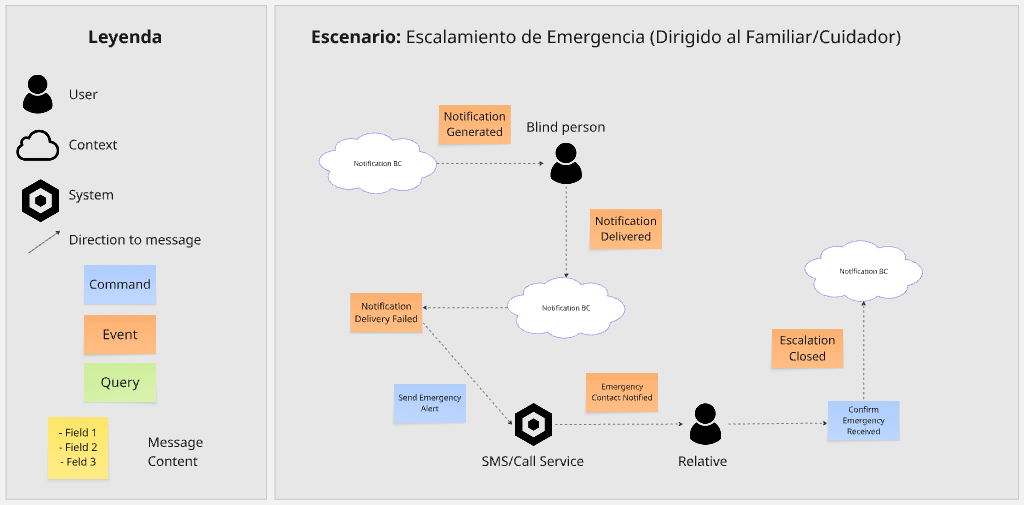 Leyenda
User
Context
System
Direction to message
Command
Event
Query
- Field 1
- Field 2
- Feld 3
Message
Content
Escenario: Escalamiento de Emergencia (Dirigido al Familiar/Cuidador)
Notification
Generated
Blind person
Notification BC
Notification
Delivered
Notification BC
Notification
Delivery Failed
Notification BC
Send Emergency
Alert
Emergency
Contact Notified
Escalation
Closed
Confirm
Emergency
Received
SMS/Call Service
Relative